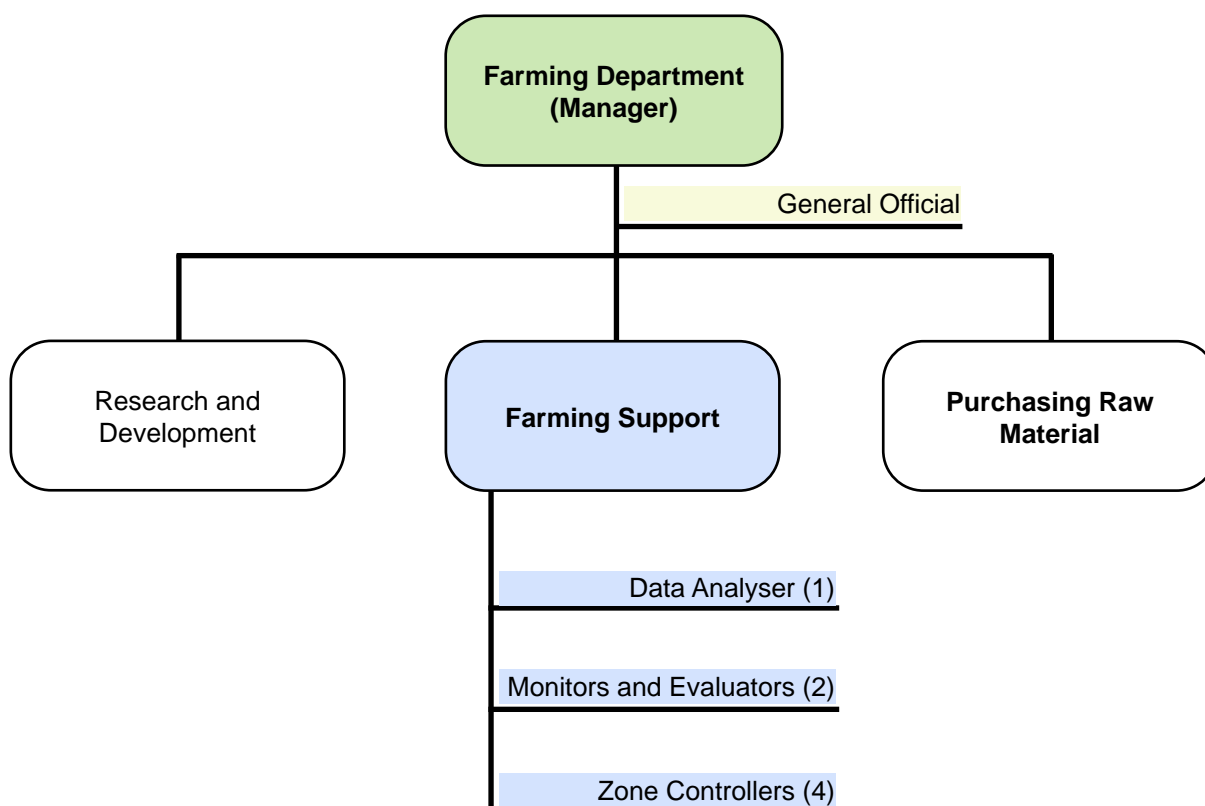 Farming Department
(Manager)
General Official
Research and
Development
Farming Support
Purchasing Raw
Material
Data Analyser (1)
Monitors and Evaluators (2)
Zone Controllers (4)